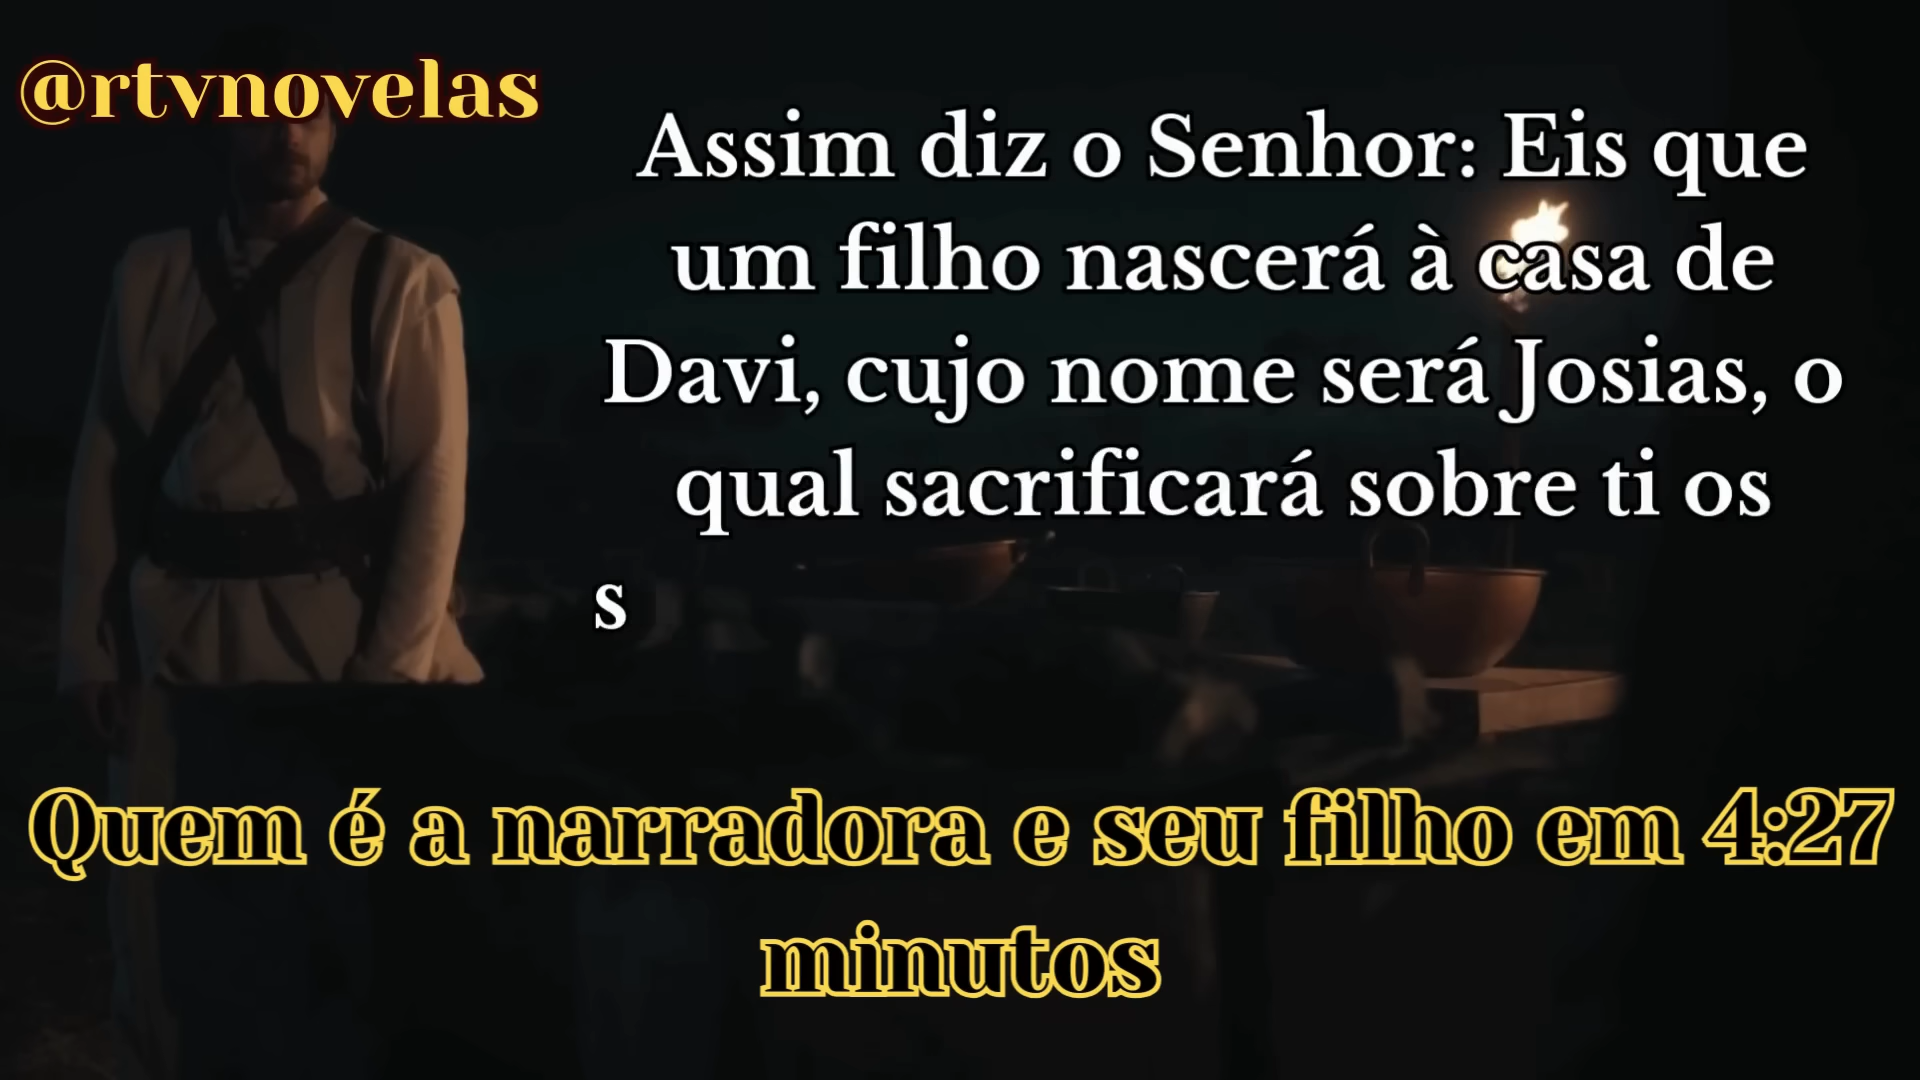 @rtvnovelas
Assim diz o Senhor: Eis que
um filho nascerá à casa de
Davi, cujo nome será Josias, o
qual sacrificará sobre ti os
s
Quem é a narradora e seu filho em 4:27
minutos